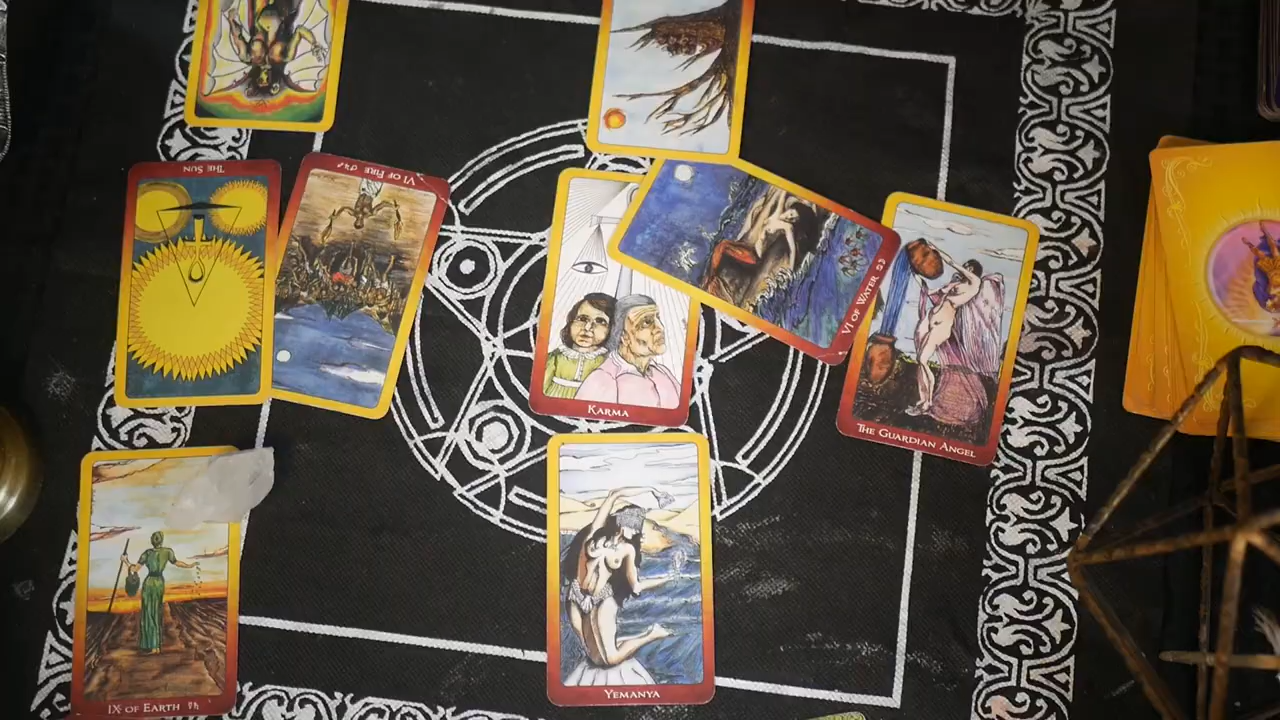 THE SUN
VI OF FIRE ♂♃
KARMA
VI OF WATER
THE GUARDIAN ANGEL
IX OF EARTH ♀♄
YEMANYA